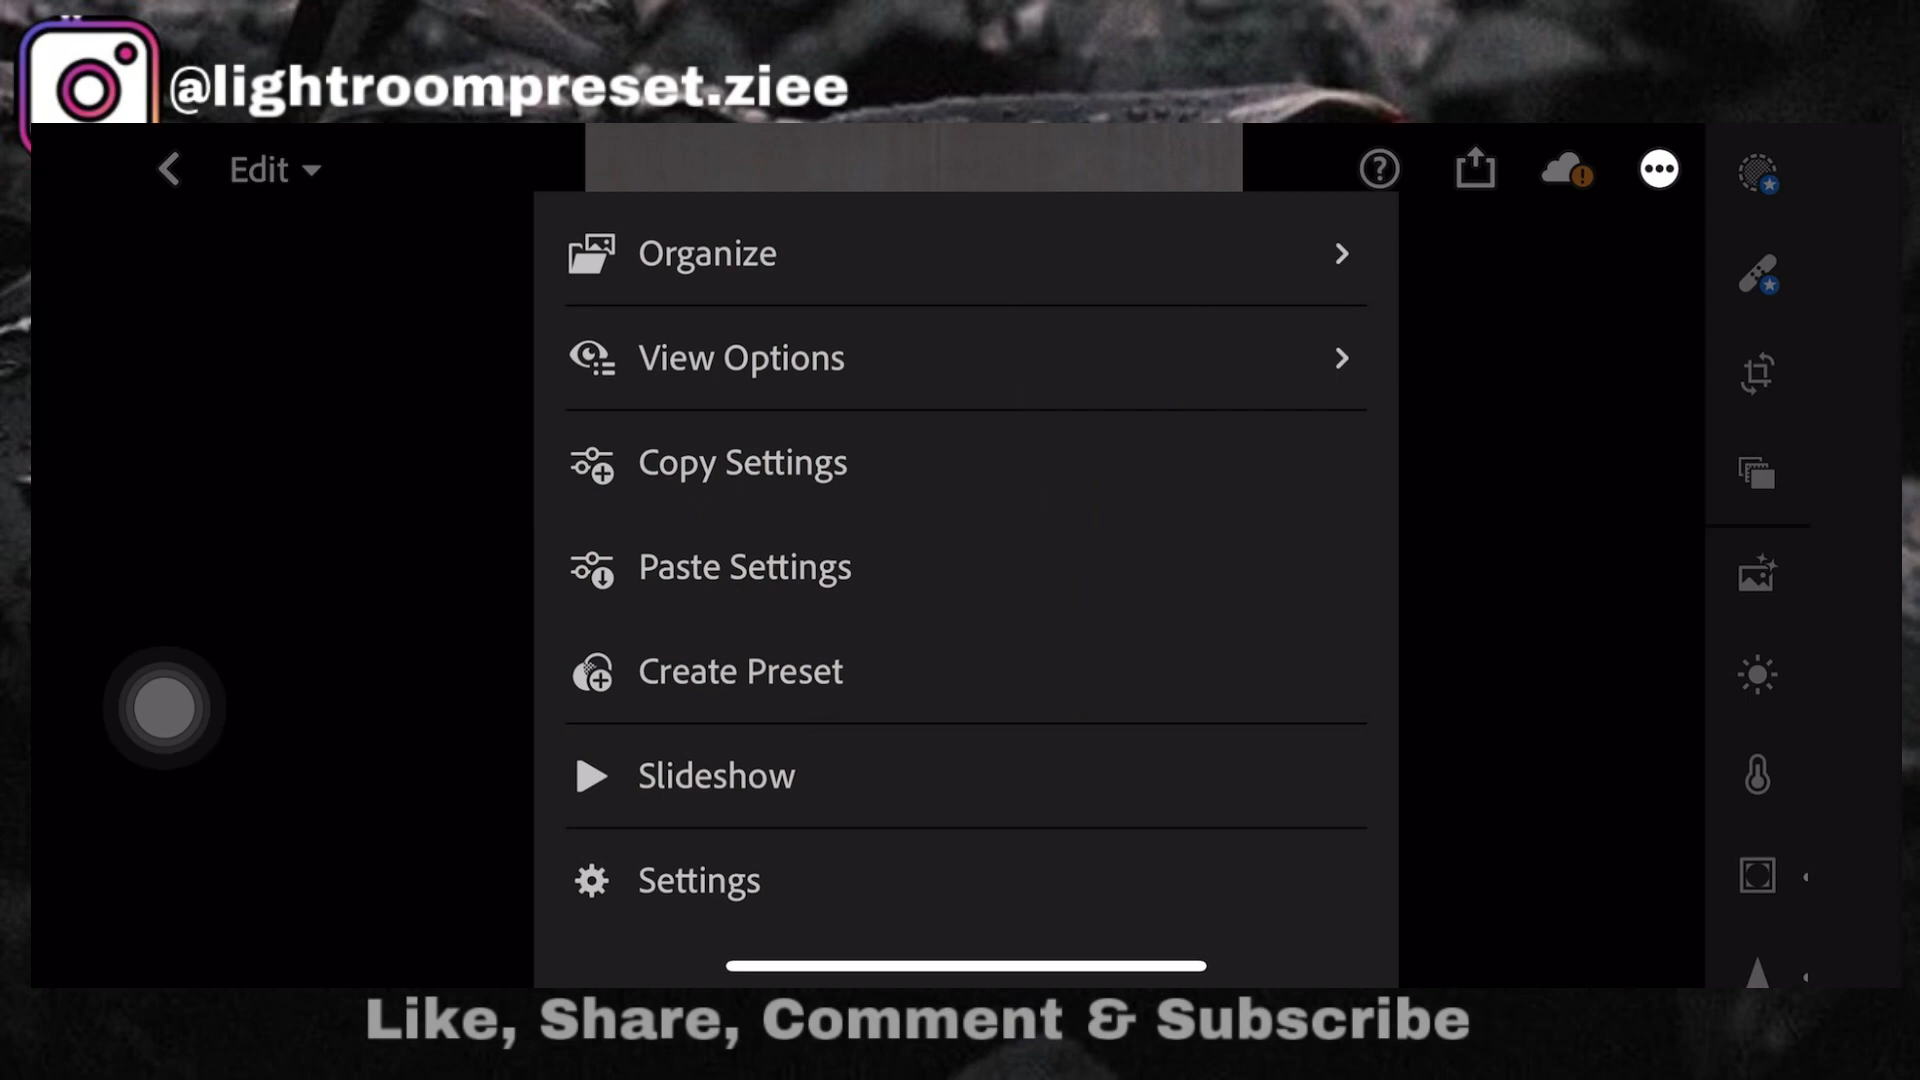 @lightroompreset.ziee
Edit
Organize
View Options
Copy Settings
Paste Settings
Create Preset
Slideshow
Settings
Like, Share, Comment & Subscribe